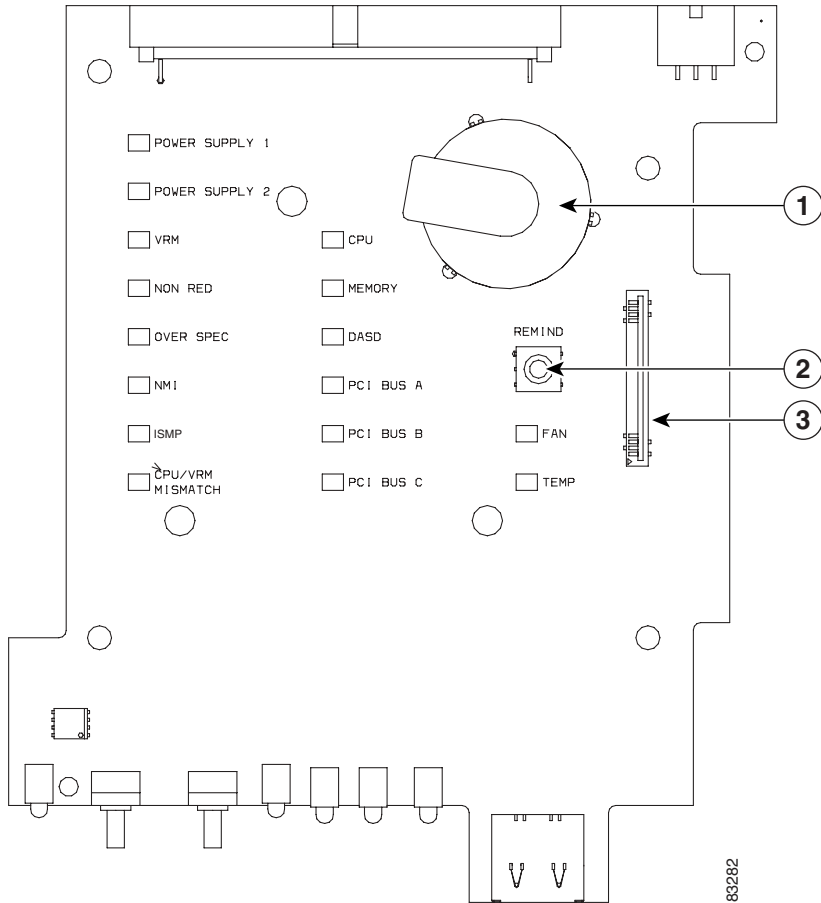 POWER SUPPLY 1
POWER SUPPLY 2
VRM
NON RED
OVER SPEC
NMI
ISMP
CPU/VRM
MISMATCH
CPU
MEMORY
DASD
PCI BUS A
PCI BUS B
PCI BUS C
REMIND
FAN
TEMP
1
2
3
83282